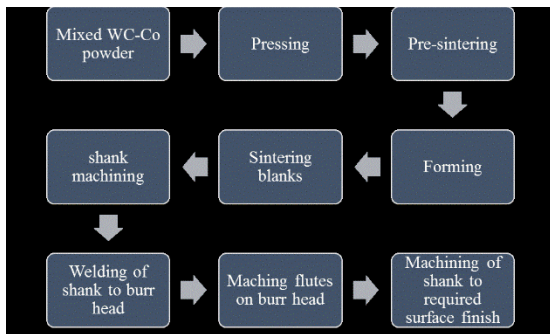 Mixed WC-Co
powder
Pressing
Pre-sintering
shank
machining
Sintering
blanks
Forming
Welding of
shank to burr
head
Maching flutes
on burr head
Machining of
shank to
required
surface finish